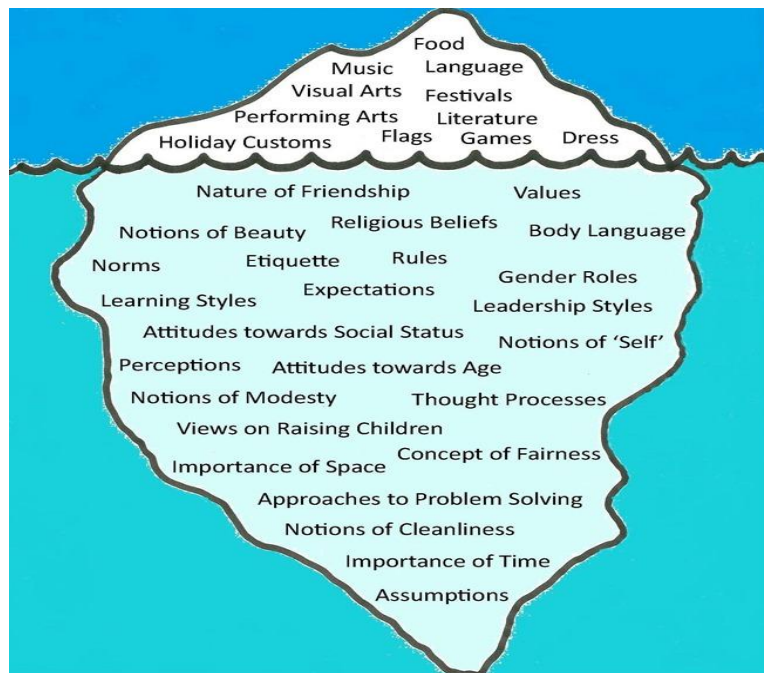 Food
Music Language
Visual Arts Festivals
Performing Arts Literature
Holiday Customs Flags Games Dress
Nature of Friendship Values
Notions of Beauty Religious Beliefs Body Language
Norms Etiquette Rules
Learning Styles Expectations Gender Roles
Leadership Styles
Attitudes towards Social Status Notions of ‘Self’
Perceptions Attitudes towards Age
Notions of Modesty Thought Processes
Views on Raising Children
Importance of Space Concept of Fairness
Approaches to Problem Solving
Notions of Cleanliness
Importance of Time
Assumptions